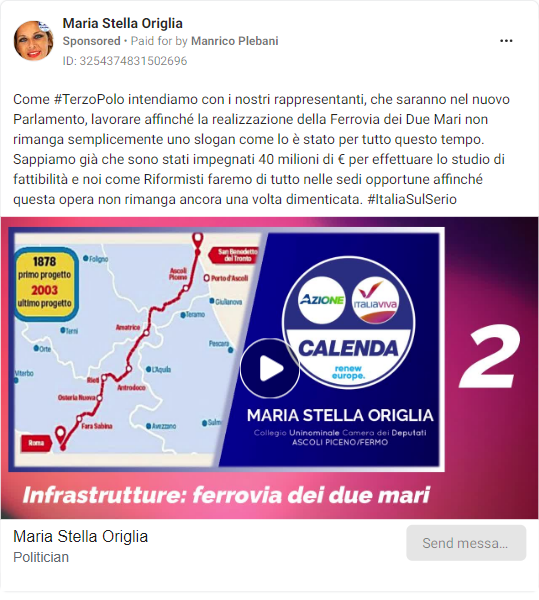 Maria Stella Origlia
Sponsored • Paid for by Manrico Plebani
ID: 3254374831502696
Come #TerzoPolo intendiamo con i nostri rappresentanti, che saranno nel nuovo
Parlamento, lavorare affinché la realizzazione della Ferrovia dei Due Mari non
rimanga semplicemente uno slogan come lo è stato per tutto questo tempo.
Sappiamo già che sono stati impegnati 40 milioni di € per effettuare lo studio di
fattibilità e noi come Riformisti faremo di tutto nelle sedi opportune affinché
questa opera non rimanga ancora una volta dimenticata. #ItaliaSulSerio
1878
primo progetto
2003
ultimo progetto
Foligno
San Benedetto
del Tronto
Ascoli
Piceno
Porto d'Ascoli
Giulianova
Teramo
Amatrice
Terni
Orte
Pescara
Viterbo
Rieti
L'Aquila
Antrodoco
Osteria Nuova
Fara Sabina
Avezzano
Sulm
Roma
AZIONE
ITALIAVIVA
CALENDA
renew
europe.
MARIA STELLA ORIGLIA
Collegio Uninominale Camera dei Deputati
ASCOLI PICENO/FERMO
2
Infrastrutture: ferrovia dei due mari
Maria Stella Origlia
Politician
Send messa...